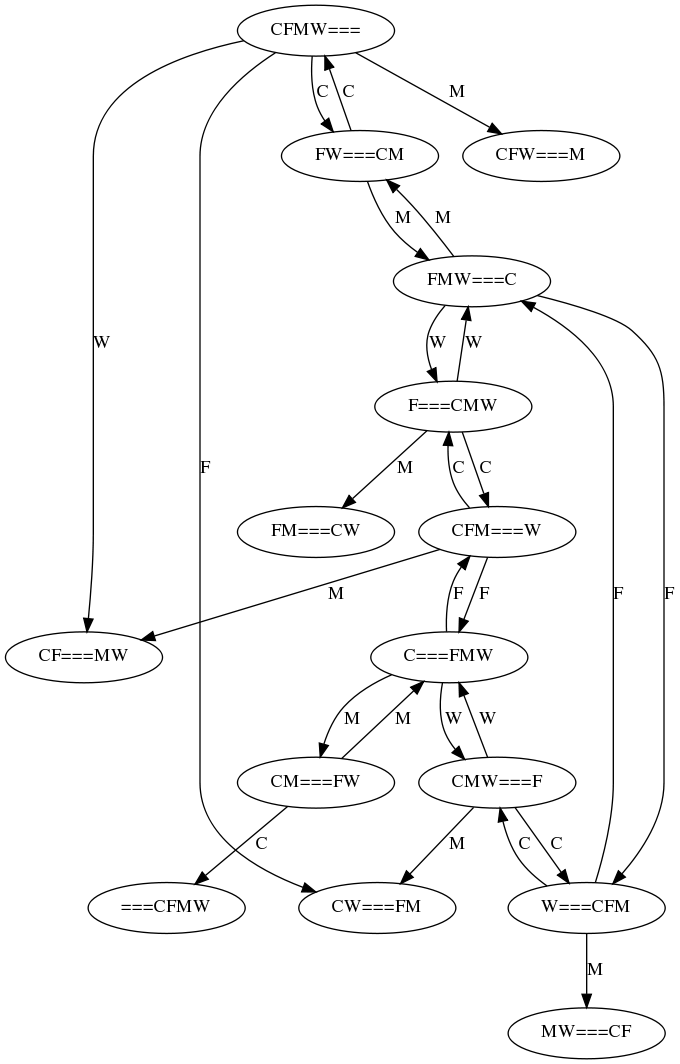 CFMW===
C
C
M
FW===CM
CFW===M
M
M
FMW===C
W
W
W
F===CMW
F
M
C
C
FM===CW
CFM===W
M
F
F
F
F
CF===MW
C===FMW
M
M
W
W
CM===FW
CMW===F
C
M
C
C
===CFMW
CW===FM
W===CFM
M
MW===CF